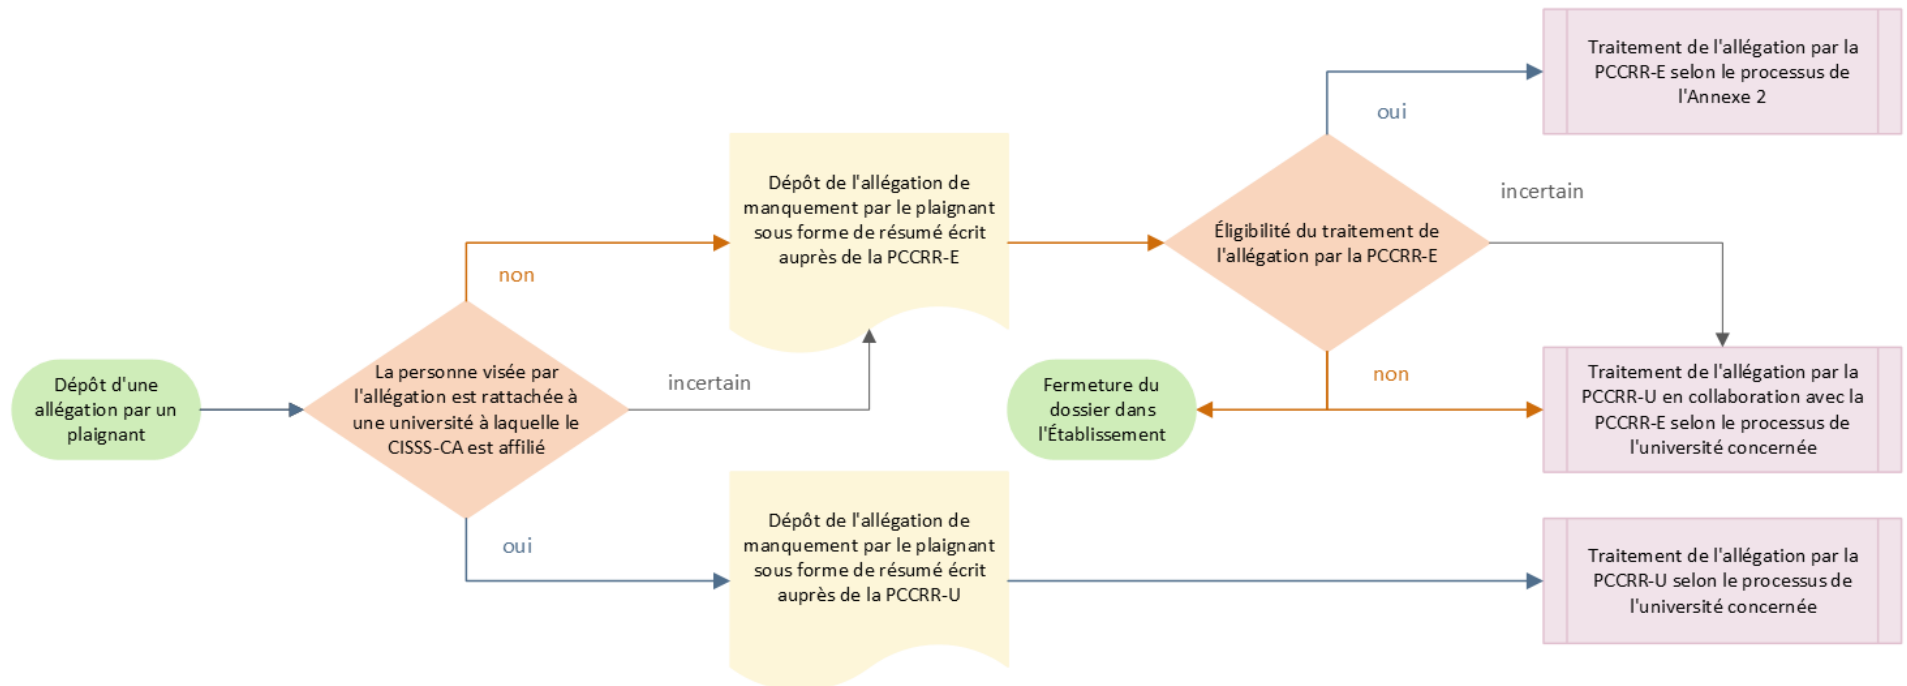 Dépôt d'une
allégation par un
plaignant
La personne visée par
l'allégation est rattachée à
une université à laquelle le
CISSS-CA est affilié
non
incertain
oui
Dépôt de l'allégation de
manquement par le plaignant
sous forme de résumé écrit
auprès de la PCCRR-E
Dépôt de l'allégation de
manquement par le plaignant
sous forme de résumé écrit
auprès de la PCCRR-U
Éligibilité du traitement de
l'allégation par la PCCRR-E
oui
incertain
non
Fermeture du
dossier dans
l'Établissement
Traitement de l'allégation par la
PCCRR-E selon le processus de
l'Annexe 2
Traitement de l'allégation par la
PCCRR-U en collaboration avec la
PCCRR-E selon le processus de
l'université concernée
Traitement de l'allégation par la
PCCRR-U selon le processus de
l'université concernée